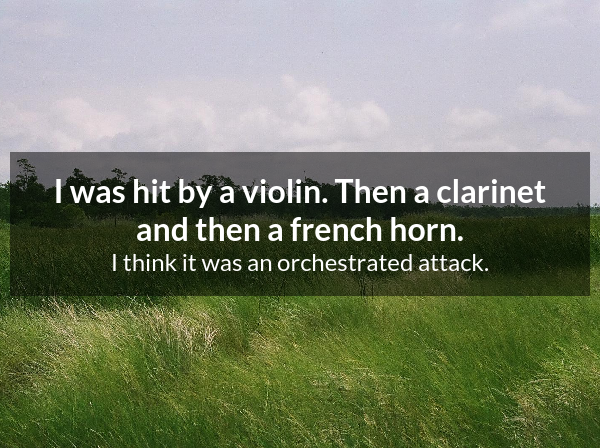 I was hit by a violin. Then a clarinet
and then a french horn.
I think it was an orchestrated attack.